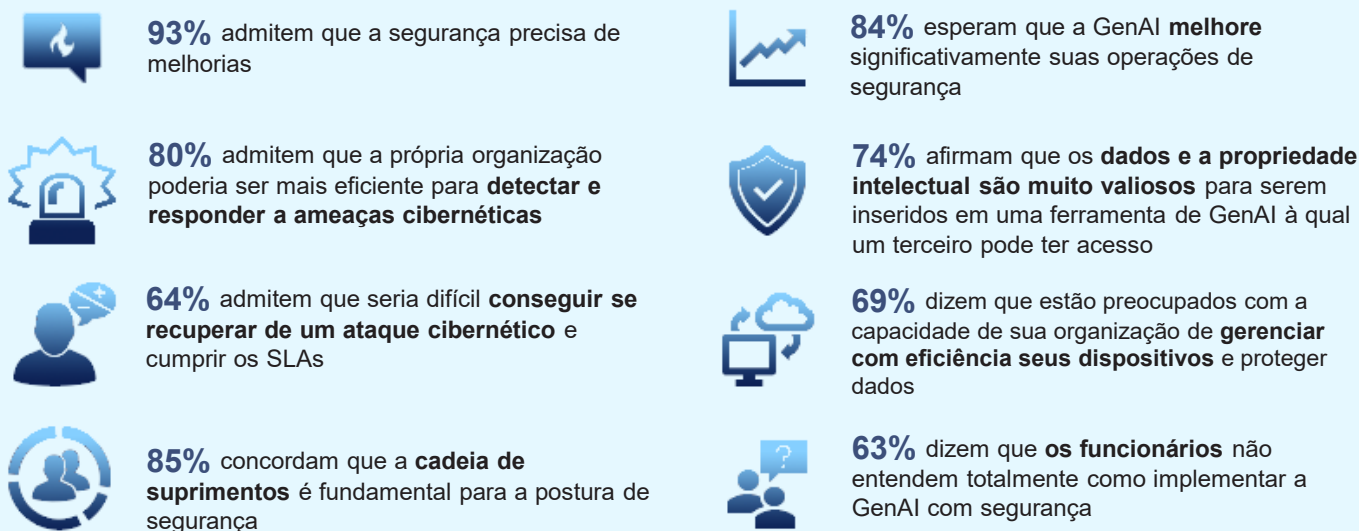 93% admitem que a segurança precisa de
melhorias
80% admitem que a própria organização
poderia ser mais eficiente para detectar e
responder a ameaças cibernéticas
64% admitem que seria difícil conseguir se
recuperar de um ataque cibernético e
cumprir os SLAs
85% concordam que a cadeia de
suprimentos é fundamental para a postura de
segurança
84% esperam que a GenAI melhore
significativamente suas operações de
segurança
74% afirmam que os dados e a propriedade
intelectual são muito valiosos para serem
inseridos em uma ferramenta de GenAI à qual
um terceiro pode ter acesso
69% dizem que estão preocupados com a
capacidade de sua organização de gerenciar
com eficiência seus dispositivos e proteger
dados
63% dizem que os funcionários não
entendem totalmente como implementar a
GenAI com segurança